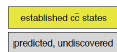 established cc̄ states
predicted, undiscovered